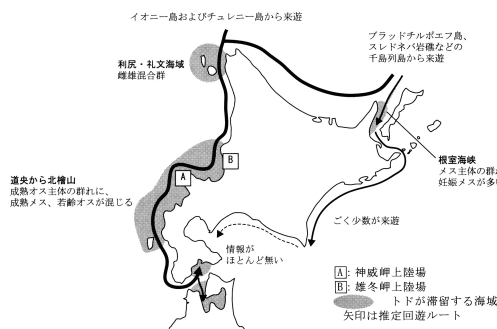 イオニー島およびチュレニー島から来遊
ブラッドチルポエフ島、
スレドネバ岩礁などの
千島列島から来遊
利尻・礼文海域
雌雄混合群
B
A
道央から北檜山
成熟オス主体の群れに、
成熟メス、若齢オスが混じる
根室海峡
メス主体の群れ
妊娠メスが多い
ごく少数が来遊
情報が
ほとんど無い
A: 神威岬上陸場
B: 雄冬岬上陸場
トドが滞留する海域
矢印は推定回遊ルート